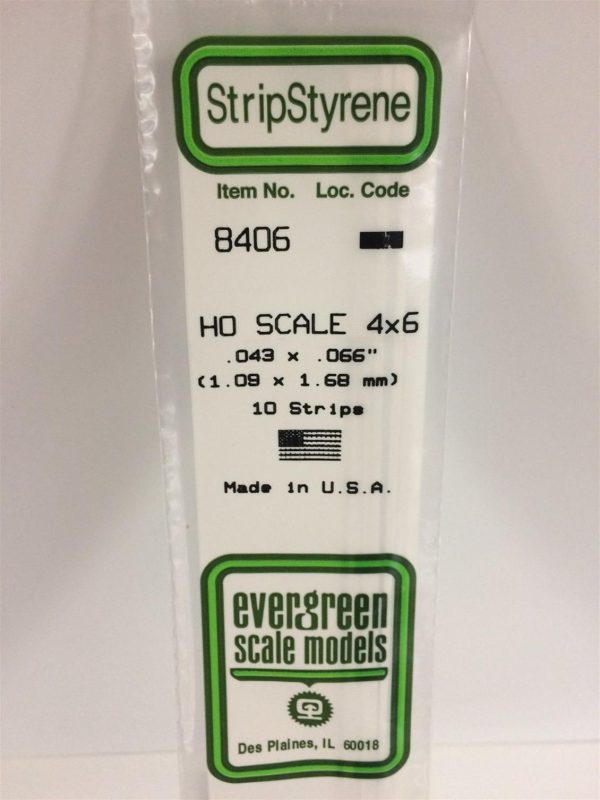 StripStyrene
Item No. Loc. Code
8406
HO SCALE 4x6
.043 x .066"
(1.09 x 1.68 mm)
10 Strips
Made in U.S.A.
evergreen
scale models
Des Plaines, IL 60018